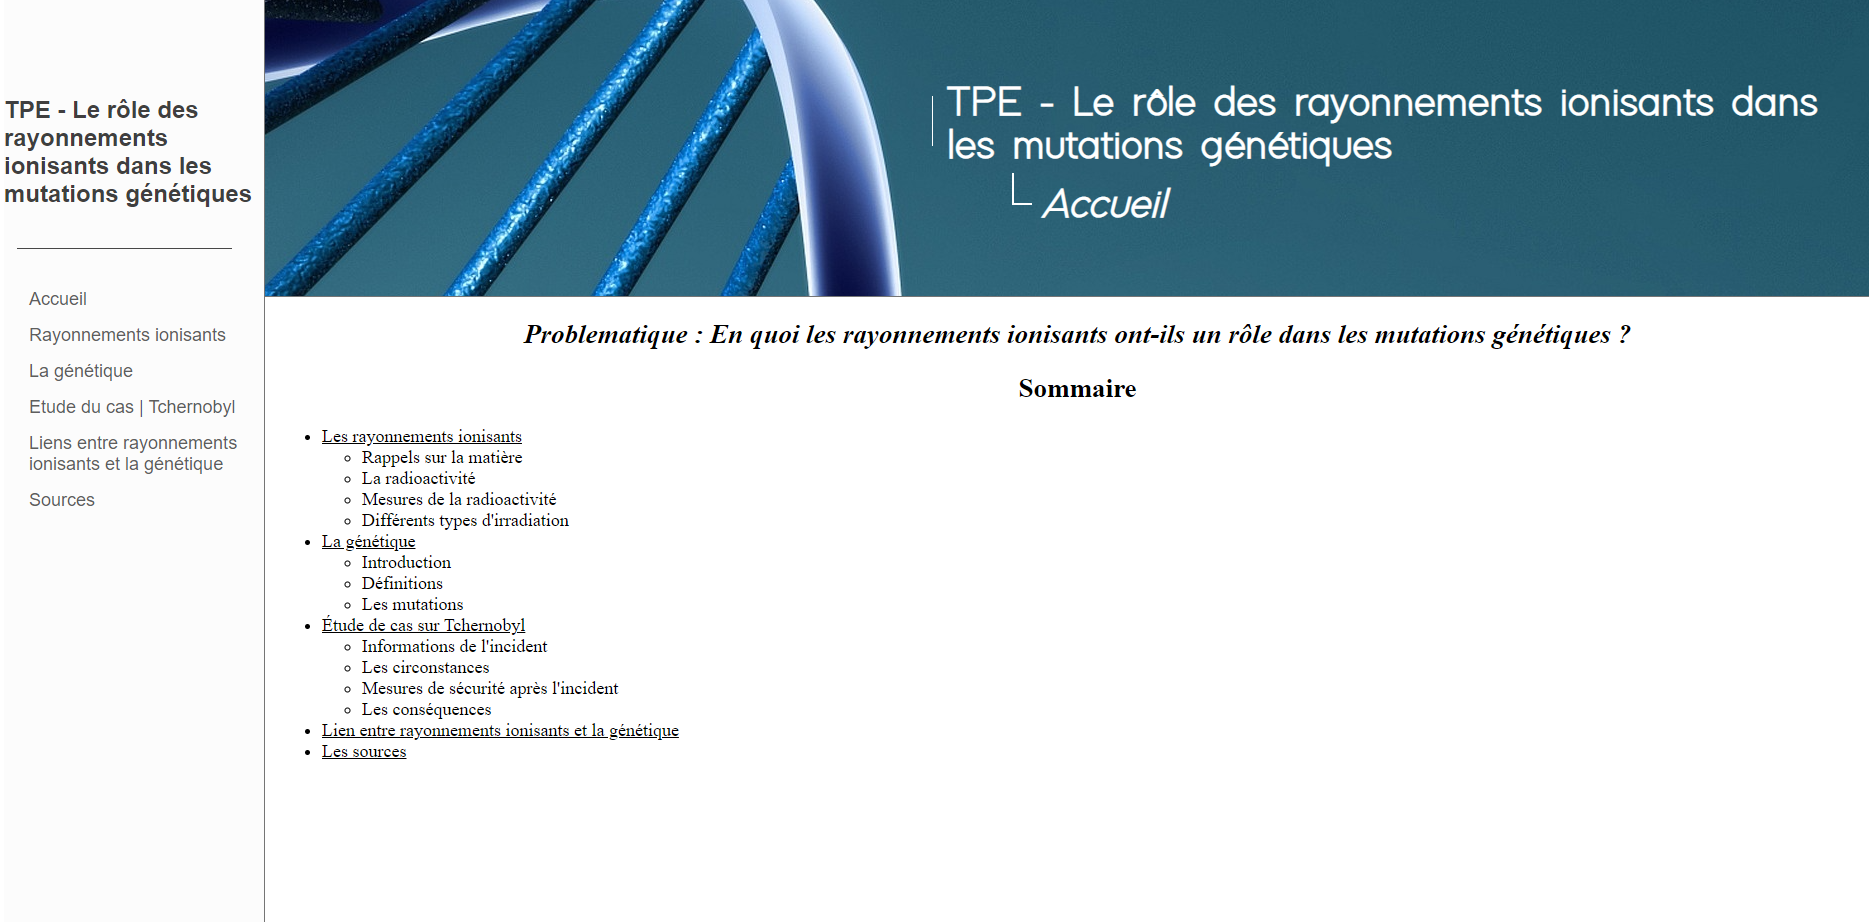 TPE - Le rôle des
rayonnements
ionisants dans les
mutations génétiques
Accueil
Rayonnements ionisants
La génétique
Etude du cas | Tchernobyl
Liens entre rayonnements
ionisants et la génétique
Sources
TPE - Le rôle des rayonnements ionisants dans
les mutations génétiques
Accueil
Problematique : En quoi les rayonnements ionisants ont-ils un rôle dans les mutations génétiques ?
Sommaire
Les rayonnements ionisants
Rappels sur la matière
La radioactivité
Mesures de la radioactivité
Différents types d'irradiation
La génétique
Introduction
Définitions
Les mutations
Étude de cas sur Tchernobyl
Informations de l'incident
Les circonstances
Mesures de sécurité après l'incident
Les conséquences
Lien entre rayonnements ionisants et la génétique
Les sources